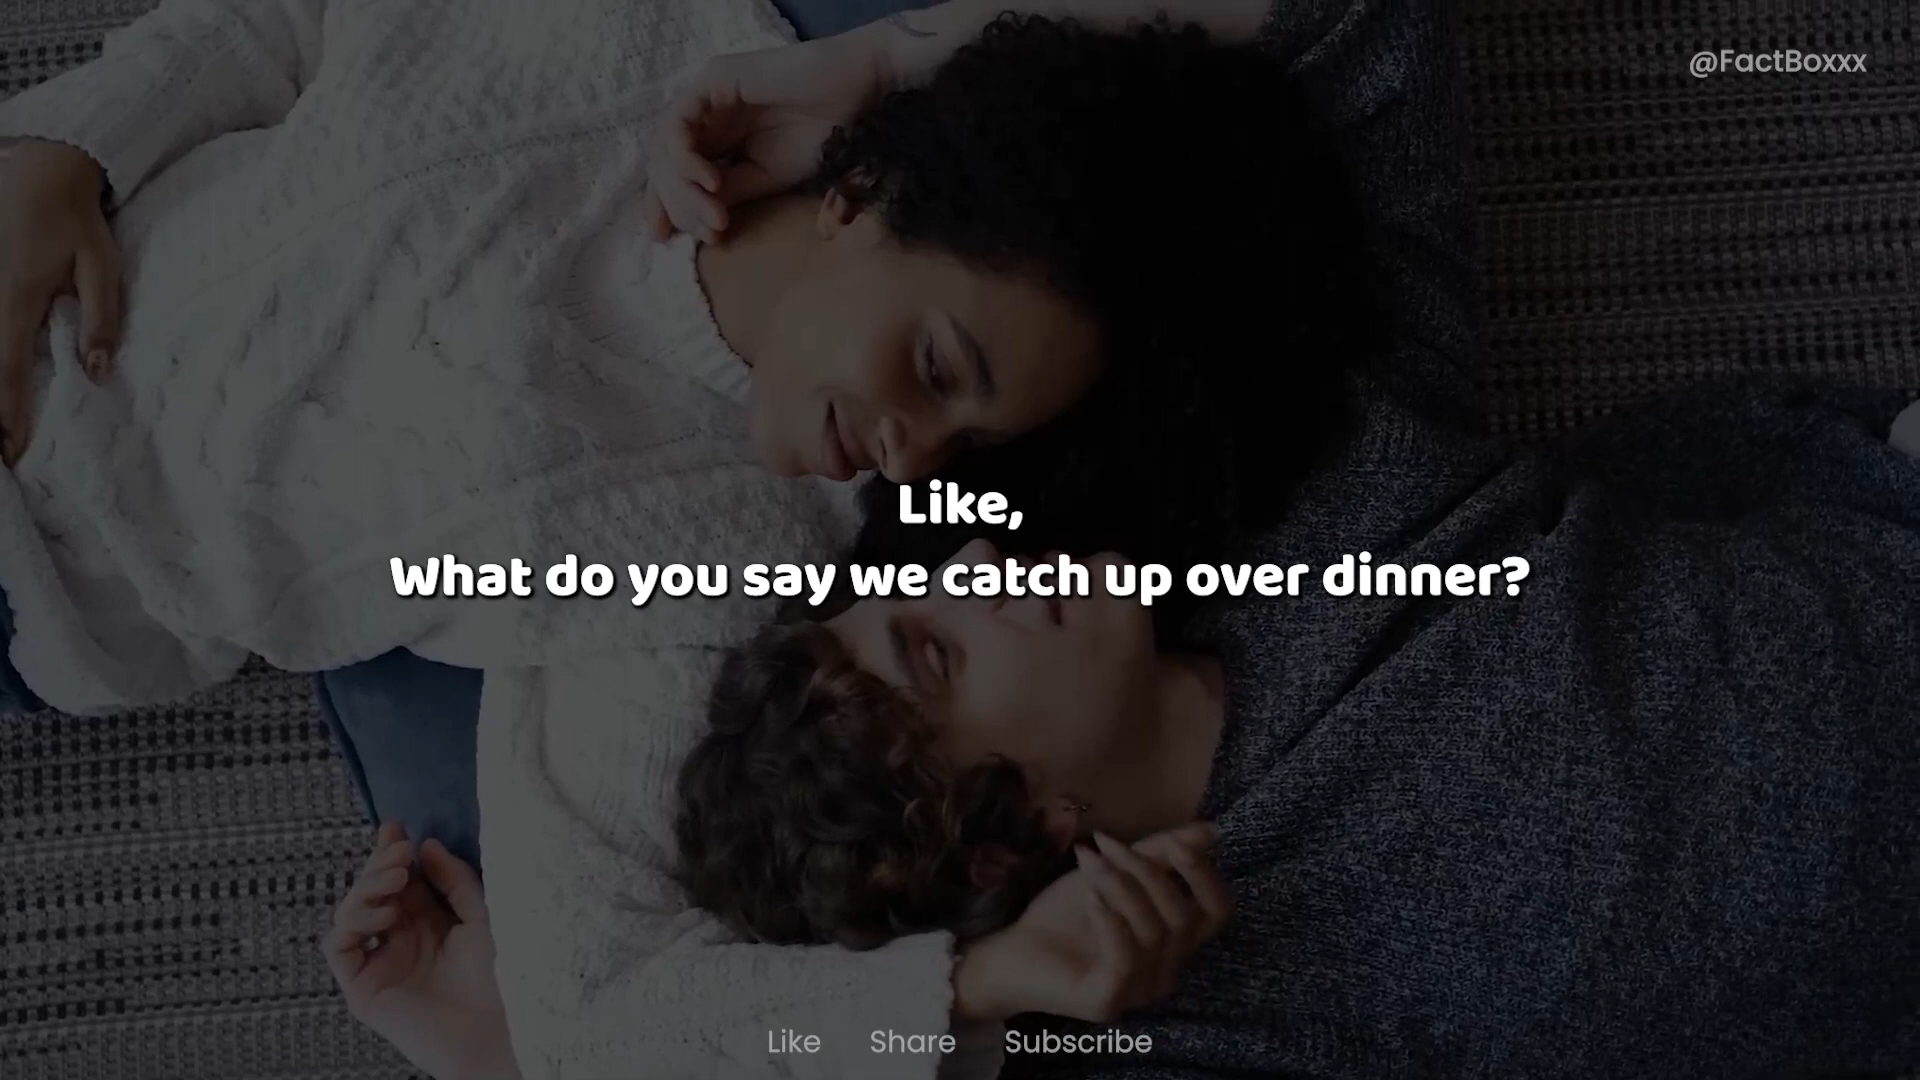 @FactBoxxx
Like,
What do you say we catch up over dinner?
Like Share Subscribe